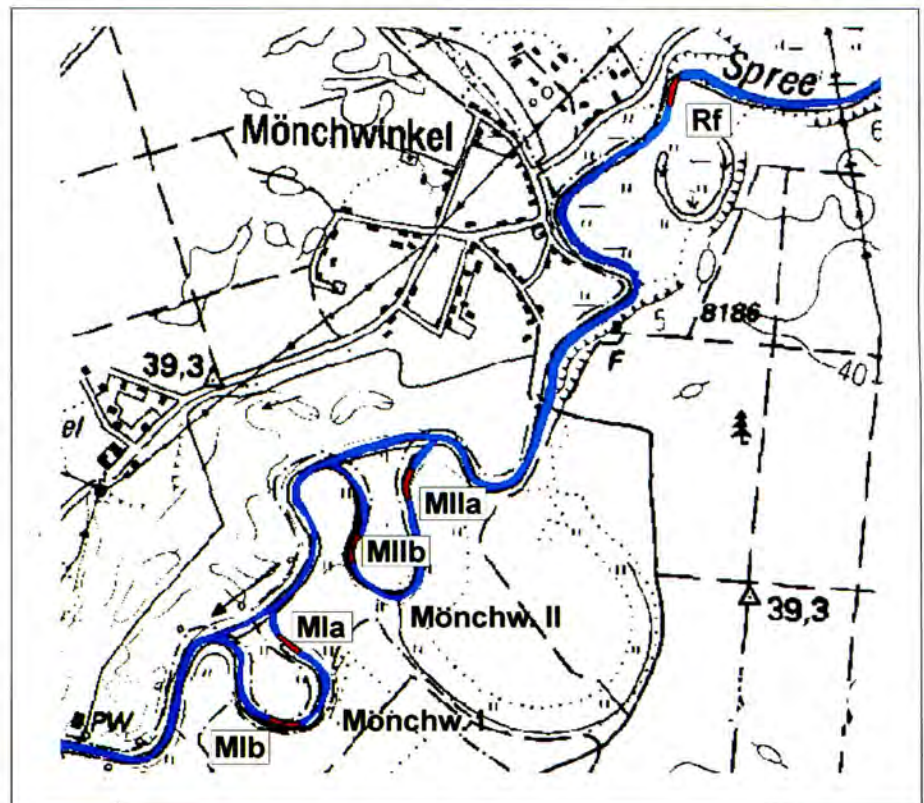 Spree
Rf
6
Mönchwinkel
5
8186
F
39,3
40
el
MIIa
MIIb
Mönchw. II
39,3
MIa
Mönchw. I
MIb
PW